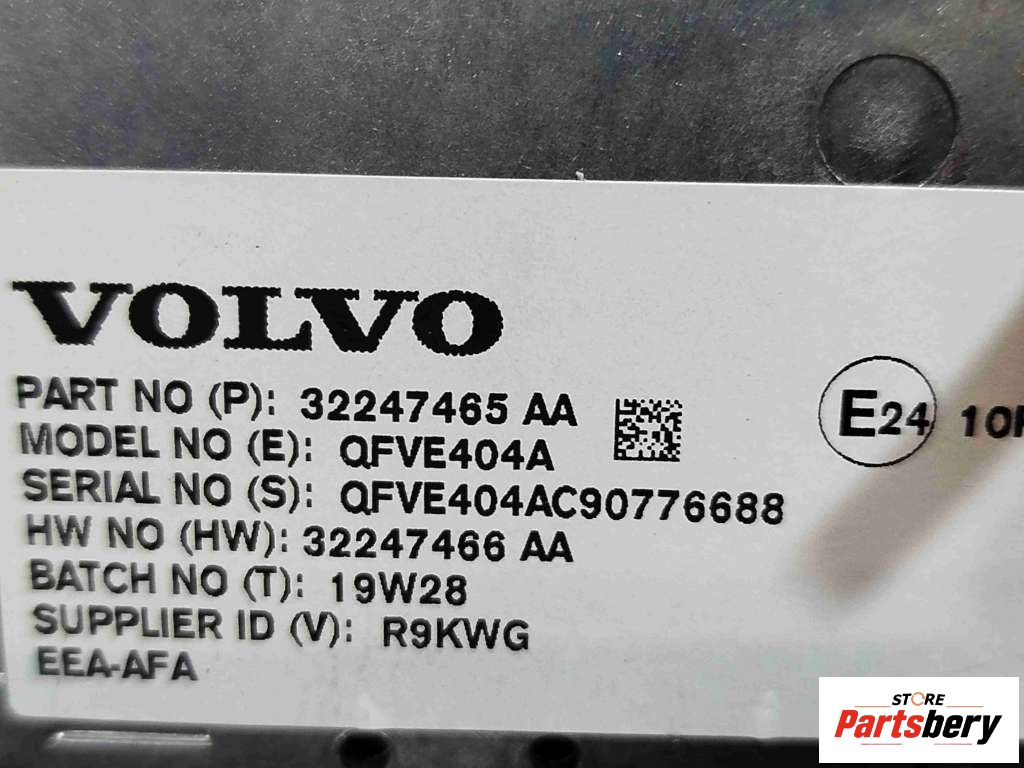 VOLVO
PART NO (P): 32247465 AA
MODEL NO (E): QFVE404A
SERIAL NO (S): QFVE404AC90776688
HW NO (HW): 32247466 AA
BATCH NO (T): 19W28
SUPPLIER ID (V): R9KWG
EEA-AFA
E24 10
STORE
Partsbery